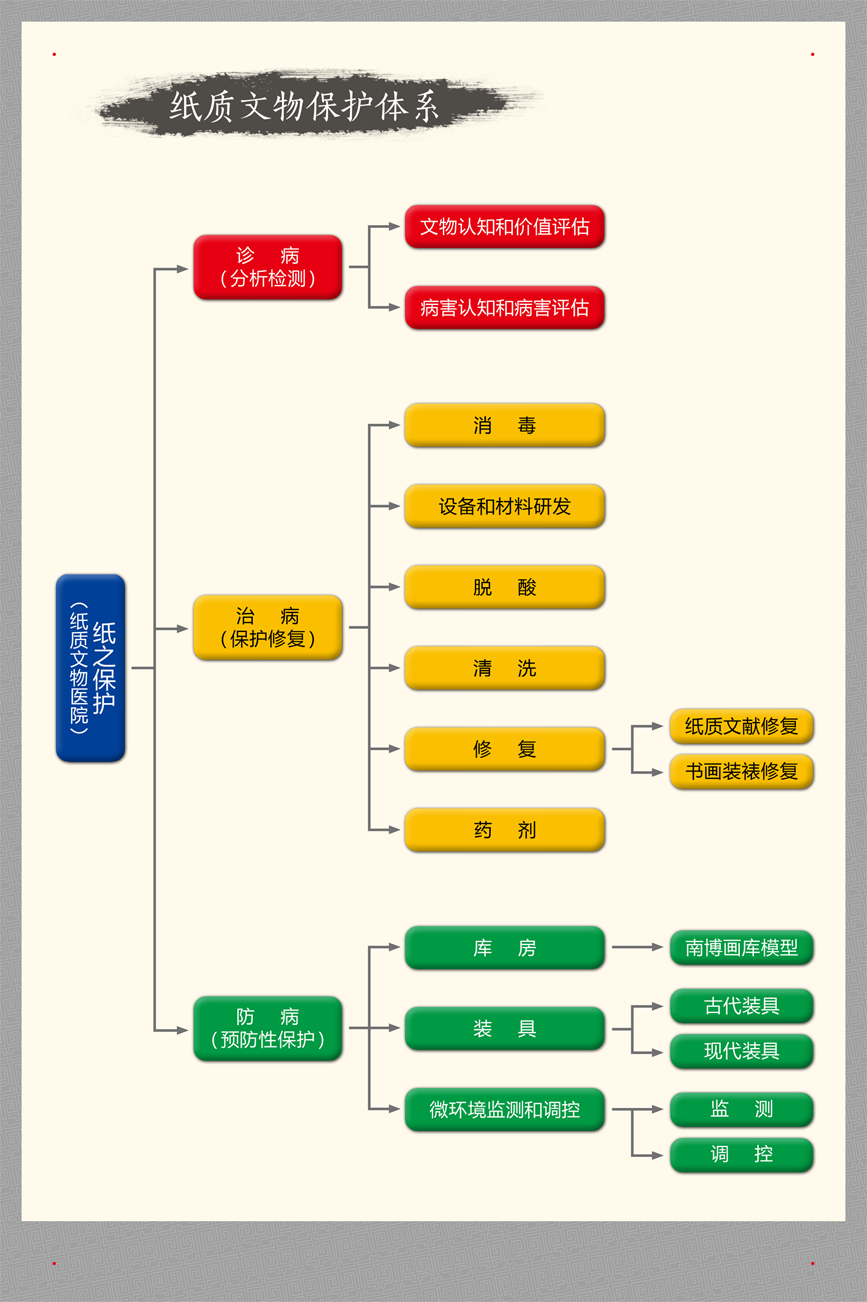 纸质文物保护体系
纸之保护
（纸质文物医院）
诊 病
（分析检测）
文物认知和价值评估
病害认知和病害评估
治 病
（保护修复）
消 毒
设备和材料研发
脱 酸
清 洗
修 复
纸质文献修复
书画装裱修复
药 剂
防 病
（预防性保护）
库 房
南博画库模型
装 具
古代装具
现代装具
微环境监测和调控
监 测
调 控